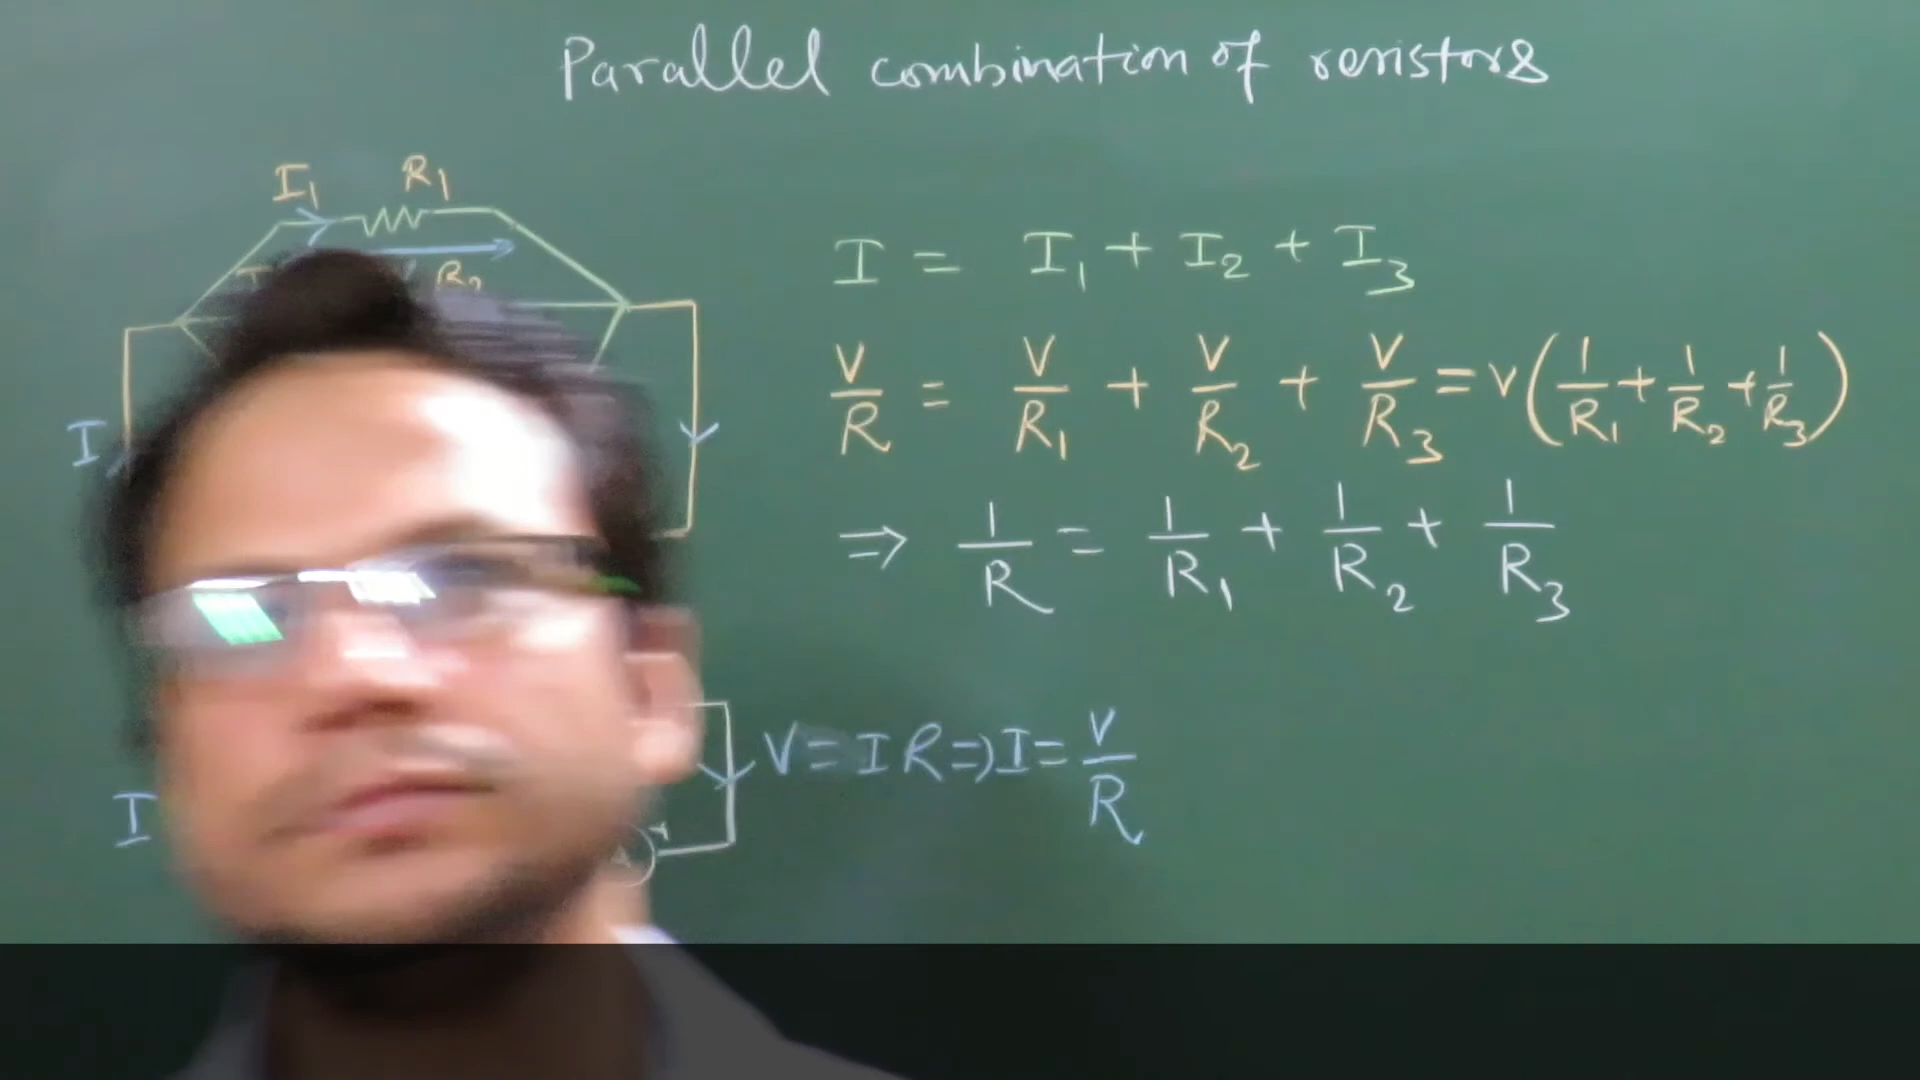 Parallel combination of resistors
I₁ R₁
R₂
I
I = I₁ + I₂ + I₃
V/R = V/R₁ + V/R₂ + V/R₃ = V(1/R₁ + 1/R₂ + 1/R₃)
⇒ 1/R = 1/R₁ + 1/R₂ + 1/R₃
V = IR ⇒ I = V/R
I